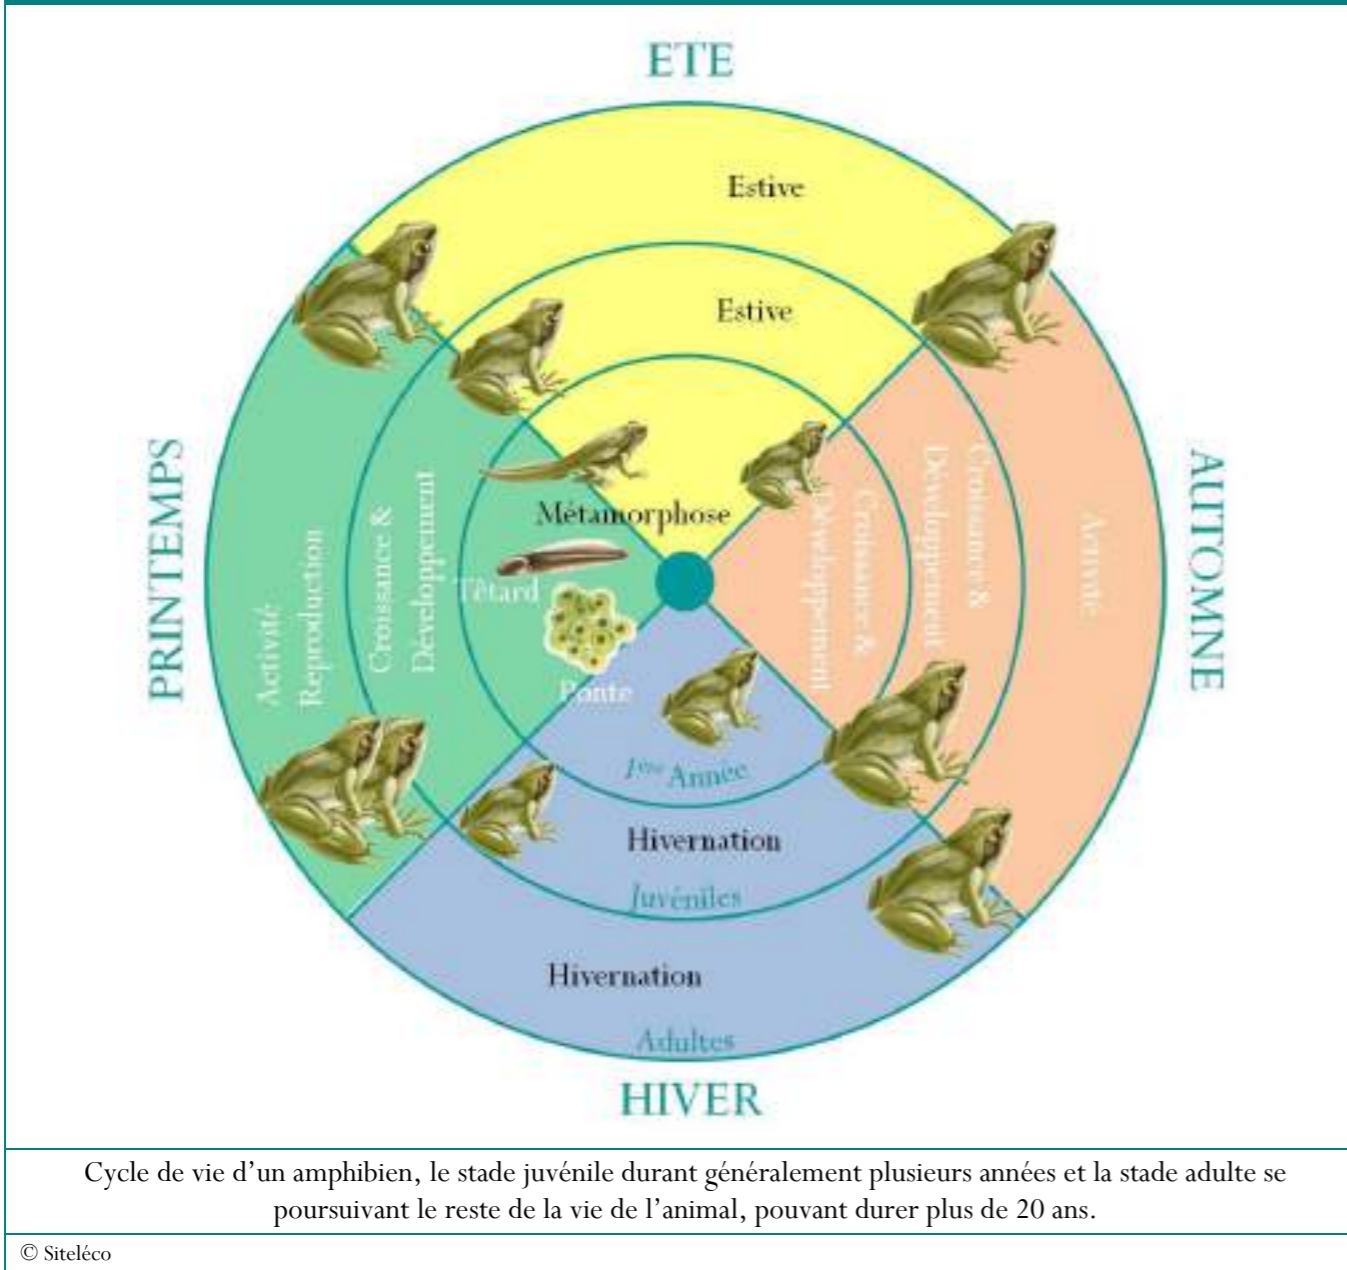 ETE
Estive
Estive
Métamorphose
Têtard
Ponte
PRINTEMPS
Activité
Reproduction
Croissance &
Développement
Croissance &
Développement
Croissance &
Développement
Activité
AUTOMNE
1ère Année
Hivernation
Juvéniles
Hivernation
Adultes
HIVER
Cycle de vie d’un amphibien, le stade juvénile durant généralement plusieurs années et la stade adulte se
poursuivant le reste de la vie de l’animal, pouvant durer plus de 20 ans.
© Siteléco